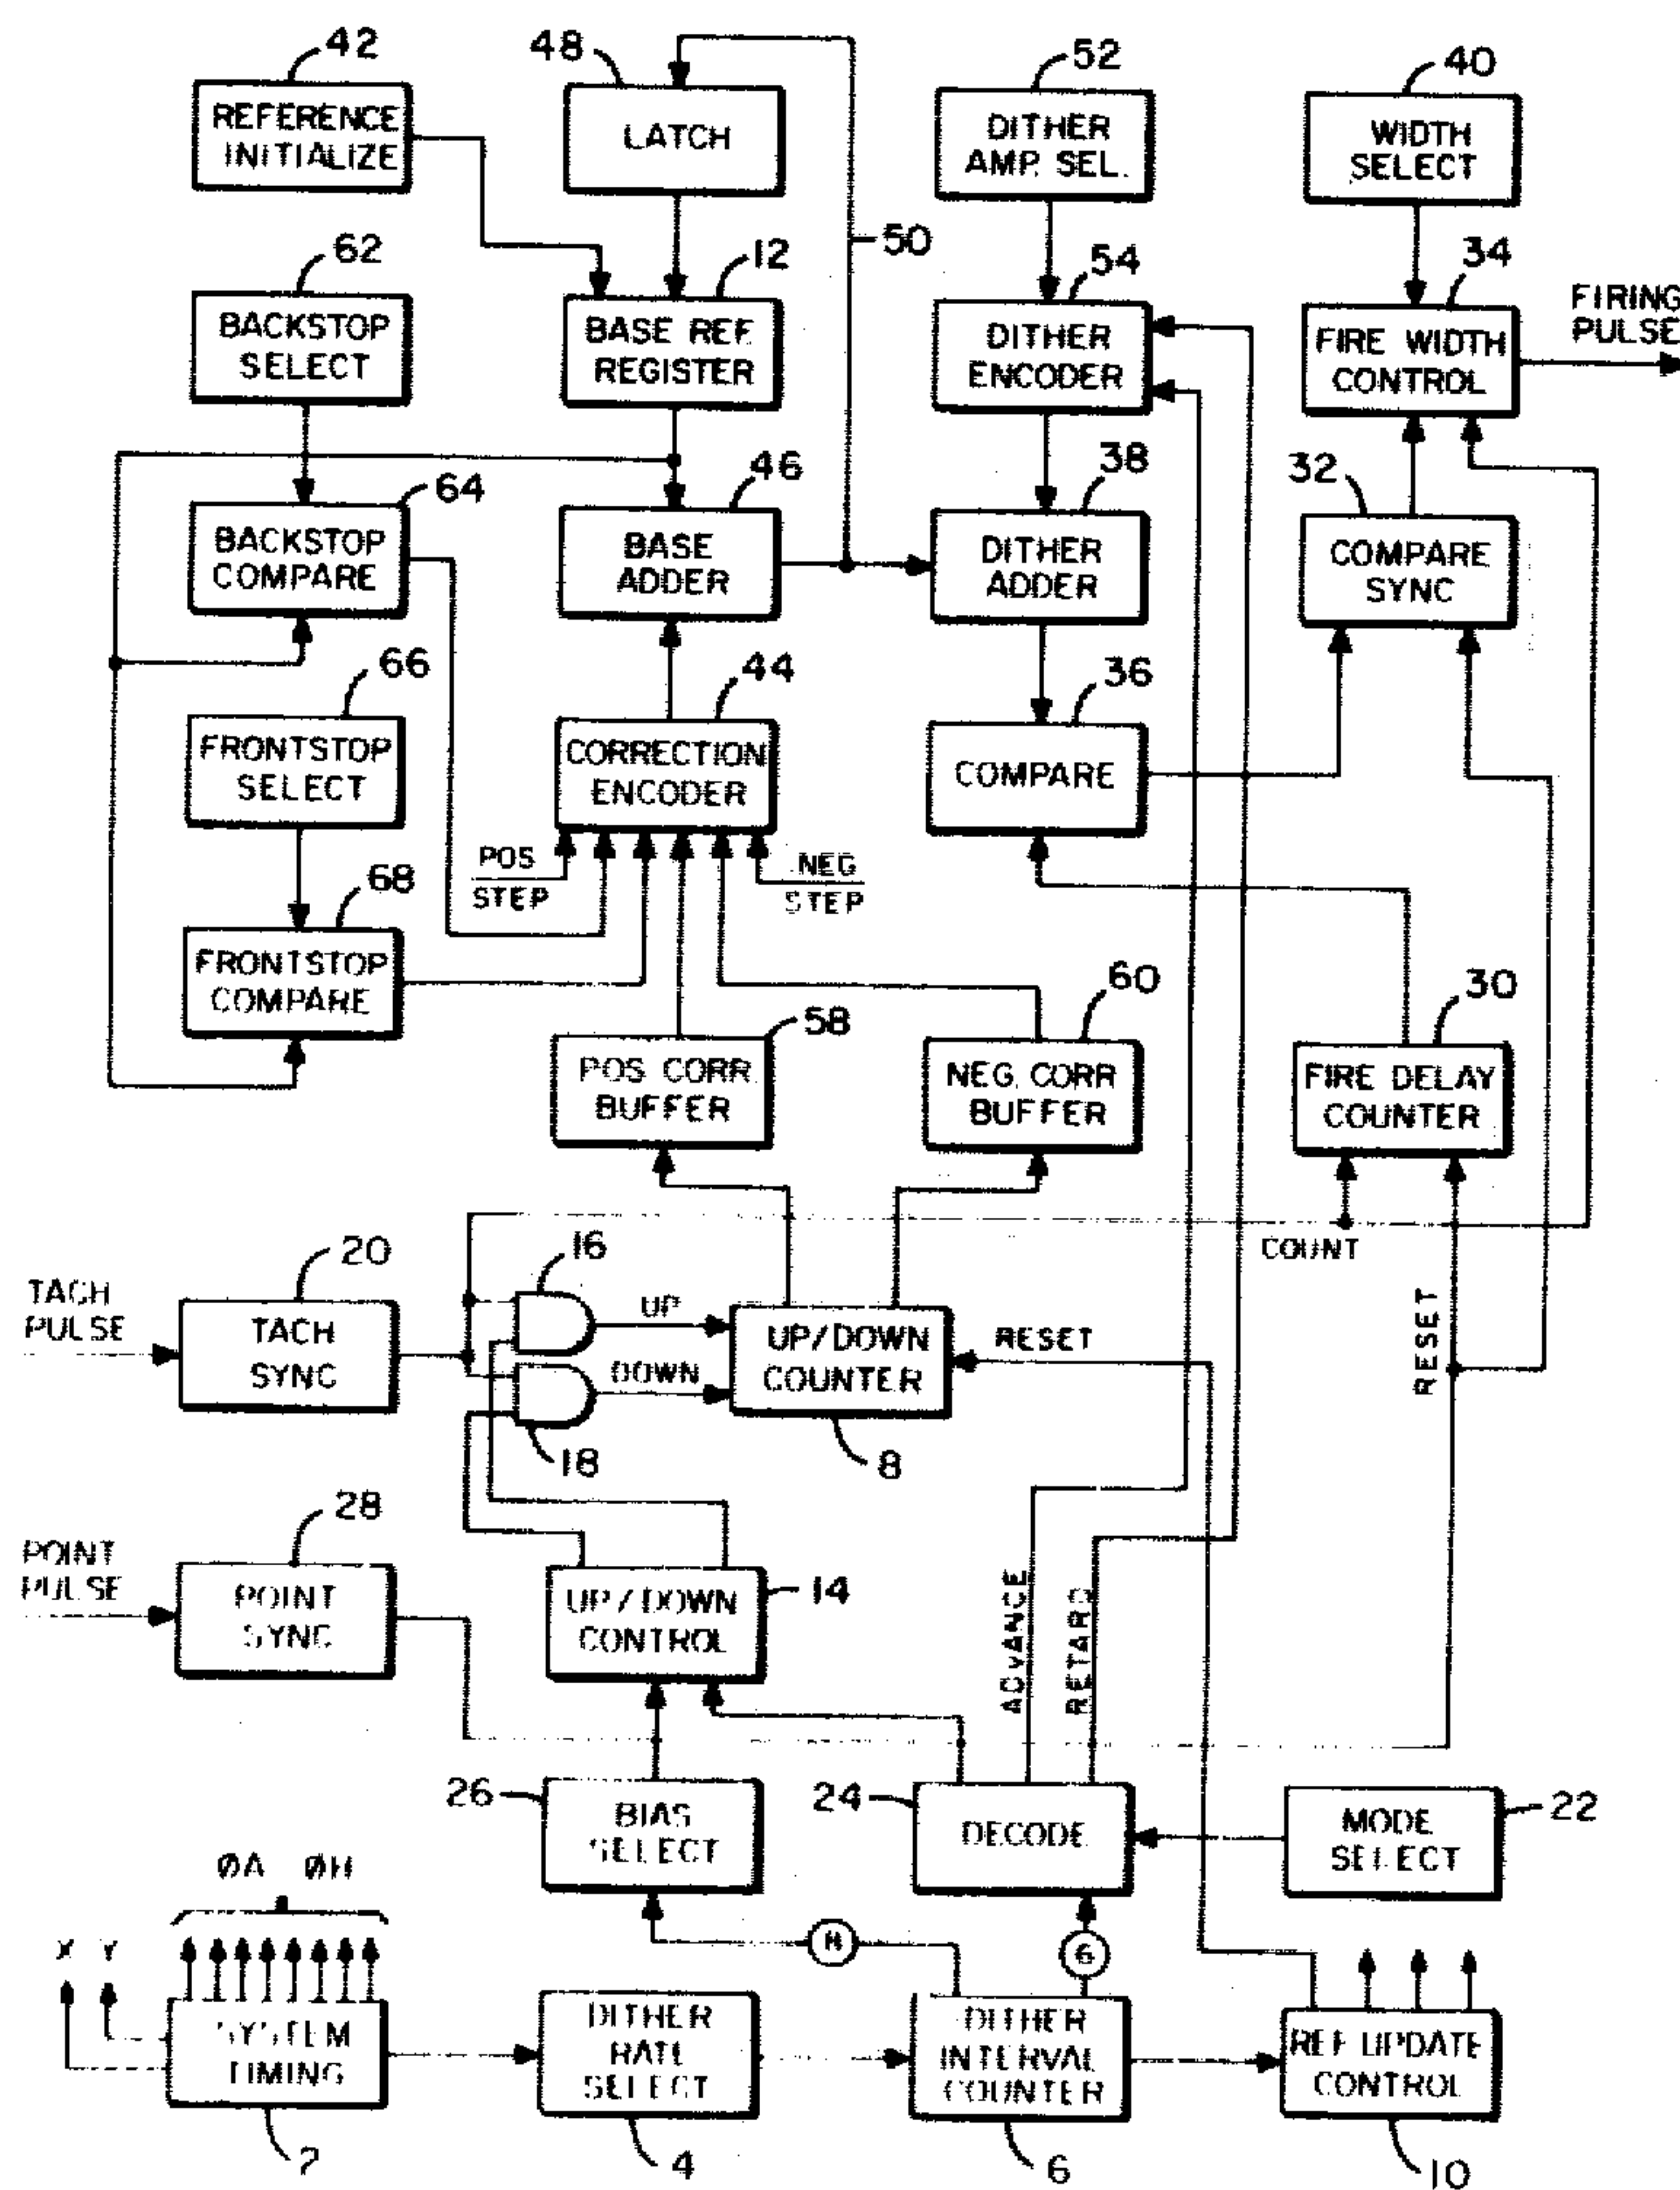 42
48
52
40
REFERENCE
INITIALIZE
LATCH
DITHER
AMP. SEL.
WIDTH
SELECT
50
62
12
54
34
BACKSTOP
SELECT
BASE REF.
REGISTER
DITHER
ENCODER
FIRE WIDTH
CONTROL
FIRING
PULSE
64
46
38
32
BACKSTOP
COMPARE
BASE
ADDER
DITHER
ADDER
COMPARE
SYNC
66
44
36
FRONTSTOP
SELECT
CORRECTION
ENCODER
COMPARE
POS
STEP
NEG
STEP
68
FRONTSTOP
COMPARE
58
60
30
POS CORR.
BUFFER
NEG. CORR
BUFFER
FIRE DELAY
COUNTER
COUNT
RESET
TACH
PULSE
20
TACH
SYNC
16
18
UP
DOWN
UP/DOWN
COUNTER
8
RESET
POINT
PULSE
28
POINT
SYNC
UP/DOWN
CONTROL
14
ADVANCE
RETARD
26
BIAS
SELECT
24
DECODE
MODE
SELECT
22
ØA ØH
X Y
H
G
SYSTEM
TIMING
DITHER
RATE
SELECT
DITHER
INTERVAL
COUNTER
REF UPDATE
CONTROL
2
4
6
10